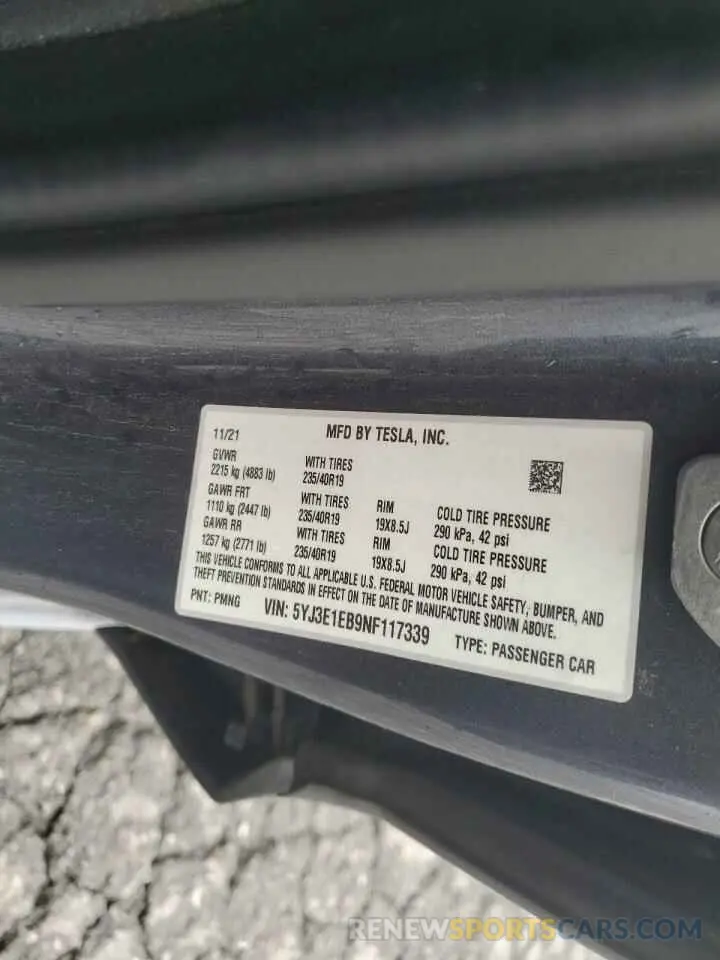 11/21 MFD BY TESLA, INC.
GVWR
2215 kg (4883 lb) WITH TIRES
235/40R19
GAWR FRT
1110 kg (2447 lb) WITH TIRES
235/40R19 RIM
19X8.5J COLD TIRE PRESSURE
290 kPa, 42 psi
GAWR RR
1257 kg (2771 lb) WITH TIRES
235/40R19 RIM
19X8.5J COLD TIRE PRESSURE
290 kPa, 42 psi
THIS VEHICLE CONFORMS TO ALL APPLICABLE U.S. FEDERAL MOTOR VEHICLE SAFETY, BUMPER, AND
THEFT PREVENTION STANDARDS IN EFFECT ON THE DATE OF MANUFACTURE SHOWN ABOVE.
PNT: PMNG VIN: 5YJ3E1EB9NF117339 TYPE: PASSENGER CAR
RENEWSPORTSCARS.COM